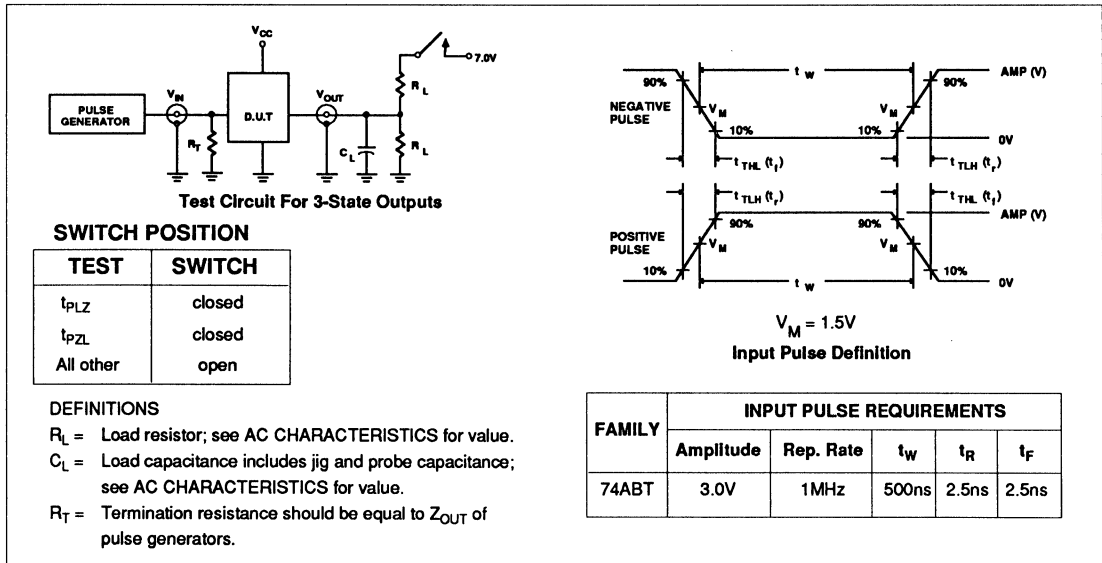 VCC
7.0V
RL
PULSE GENERATOR
VIN
D.U.T
VOUT
RT
CL
RL
Test Circuit For 3-State Outputs
SWITCH POSITION
TEST SWITCH
tPLZ closed
tPZL closed
All other open
DEFINITIONS
RL = Load resistor; see AC CHARACTERISTICS for value.
CL = Load capacitance includes jig and probe capacitance;
see AC CHARACTERISTICS for value.
RT = Termination resistance should be equal to ZOUT of
pulse generators.
90% tW 90% AMP (V)
NEGATIVE PULSE
VM VM
10% 10% 0V
tTHL (tf) tTLH (tr)
tTLH (tr) tTHL (tf)
90% 90% AMP (V)
POSITIVE PULSE
VM VM
10% tW 10% 0V
VM = 1.5V
Input Pulse Definition
FAMILY INPUT PULSE REQUIREMENTS
Amplitude Rep. Rate tW tR tF
74ABT 3.0V 1MHz 500ns 2.5ns 2.5ns